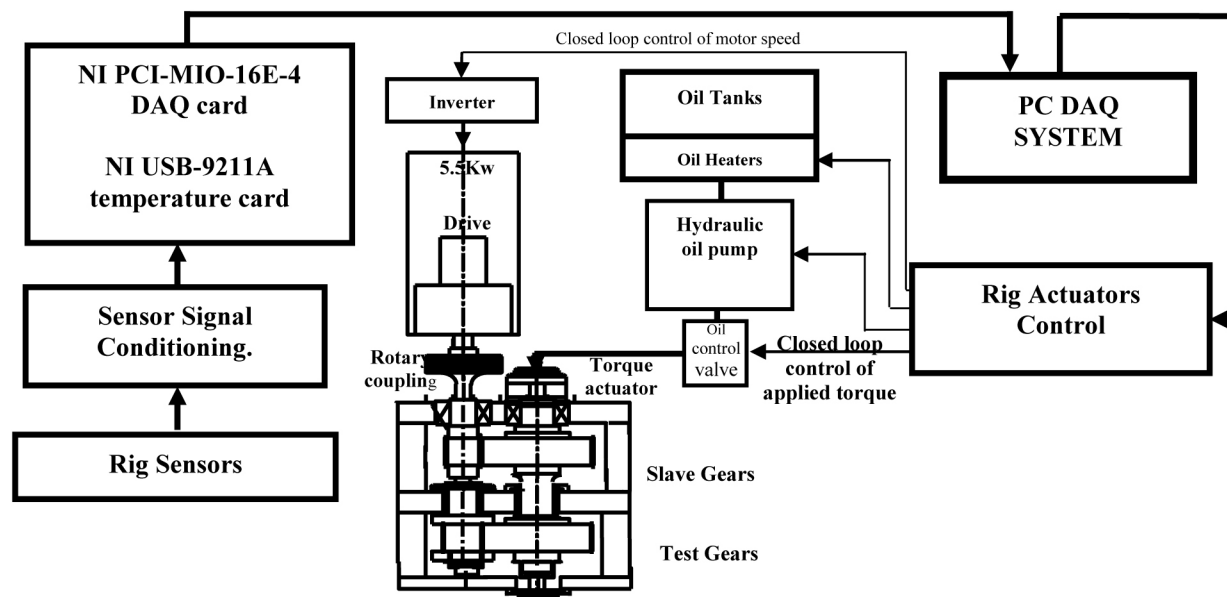 Closed loop control of motor speed
NI PCI-MIO-16E-4
DAQ card
NI USB-9211A
temperature card
Inverter
Oil Tanks
Oil Heaters
PC DAQ
SYSTEM
5.5Kw
Drive
Hydraulic
oil pump
Rig Actuators
Control
Sensor Signal
Conditioning.
Oil
control
valve
Rotary
coupling
Torque
actuator
Closed loop
control of
applied torque
Rig Sensors
Slave Gears
Test Gears